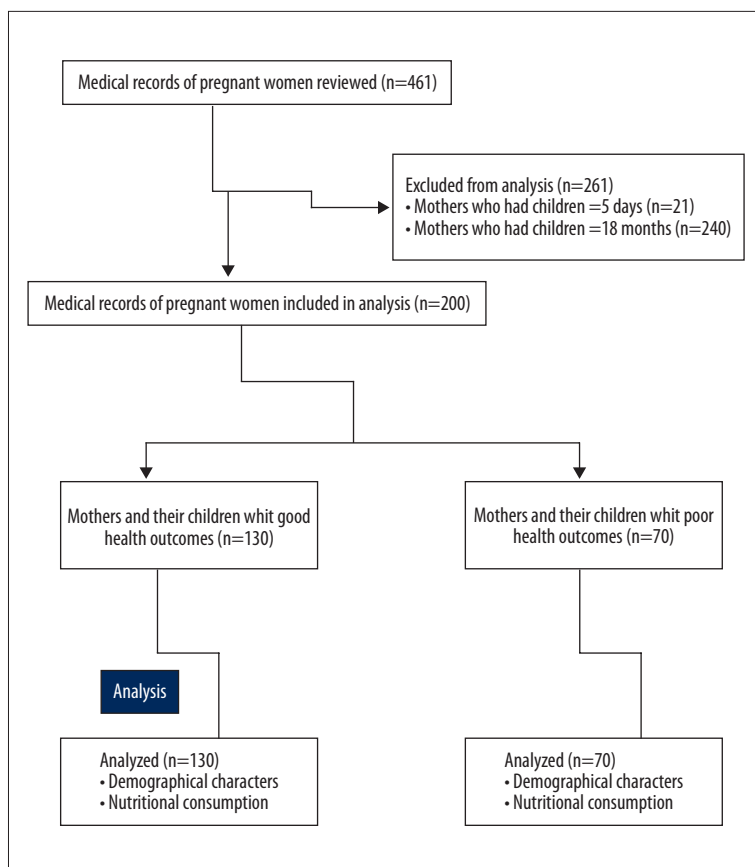 Medical records of pregnant women reviewed (n=461)
Excluded from analysis (n=261)
• Mothers who had children =5 days (n=21)
• Mothers who had children =18 months (n=240)
Medical records of pregnant women included in analysis (n=200)
Mothers and their children whit good
health outcomes (n=130)
Mothers and their children whit poor
health outcomes (n=70)
Analysis
Analyzed (n=130)
• Demographical characters
• Nutritional consumption
Analyzed (n=70)
• Demographical characters
• Nutritional consumption